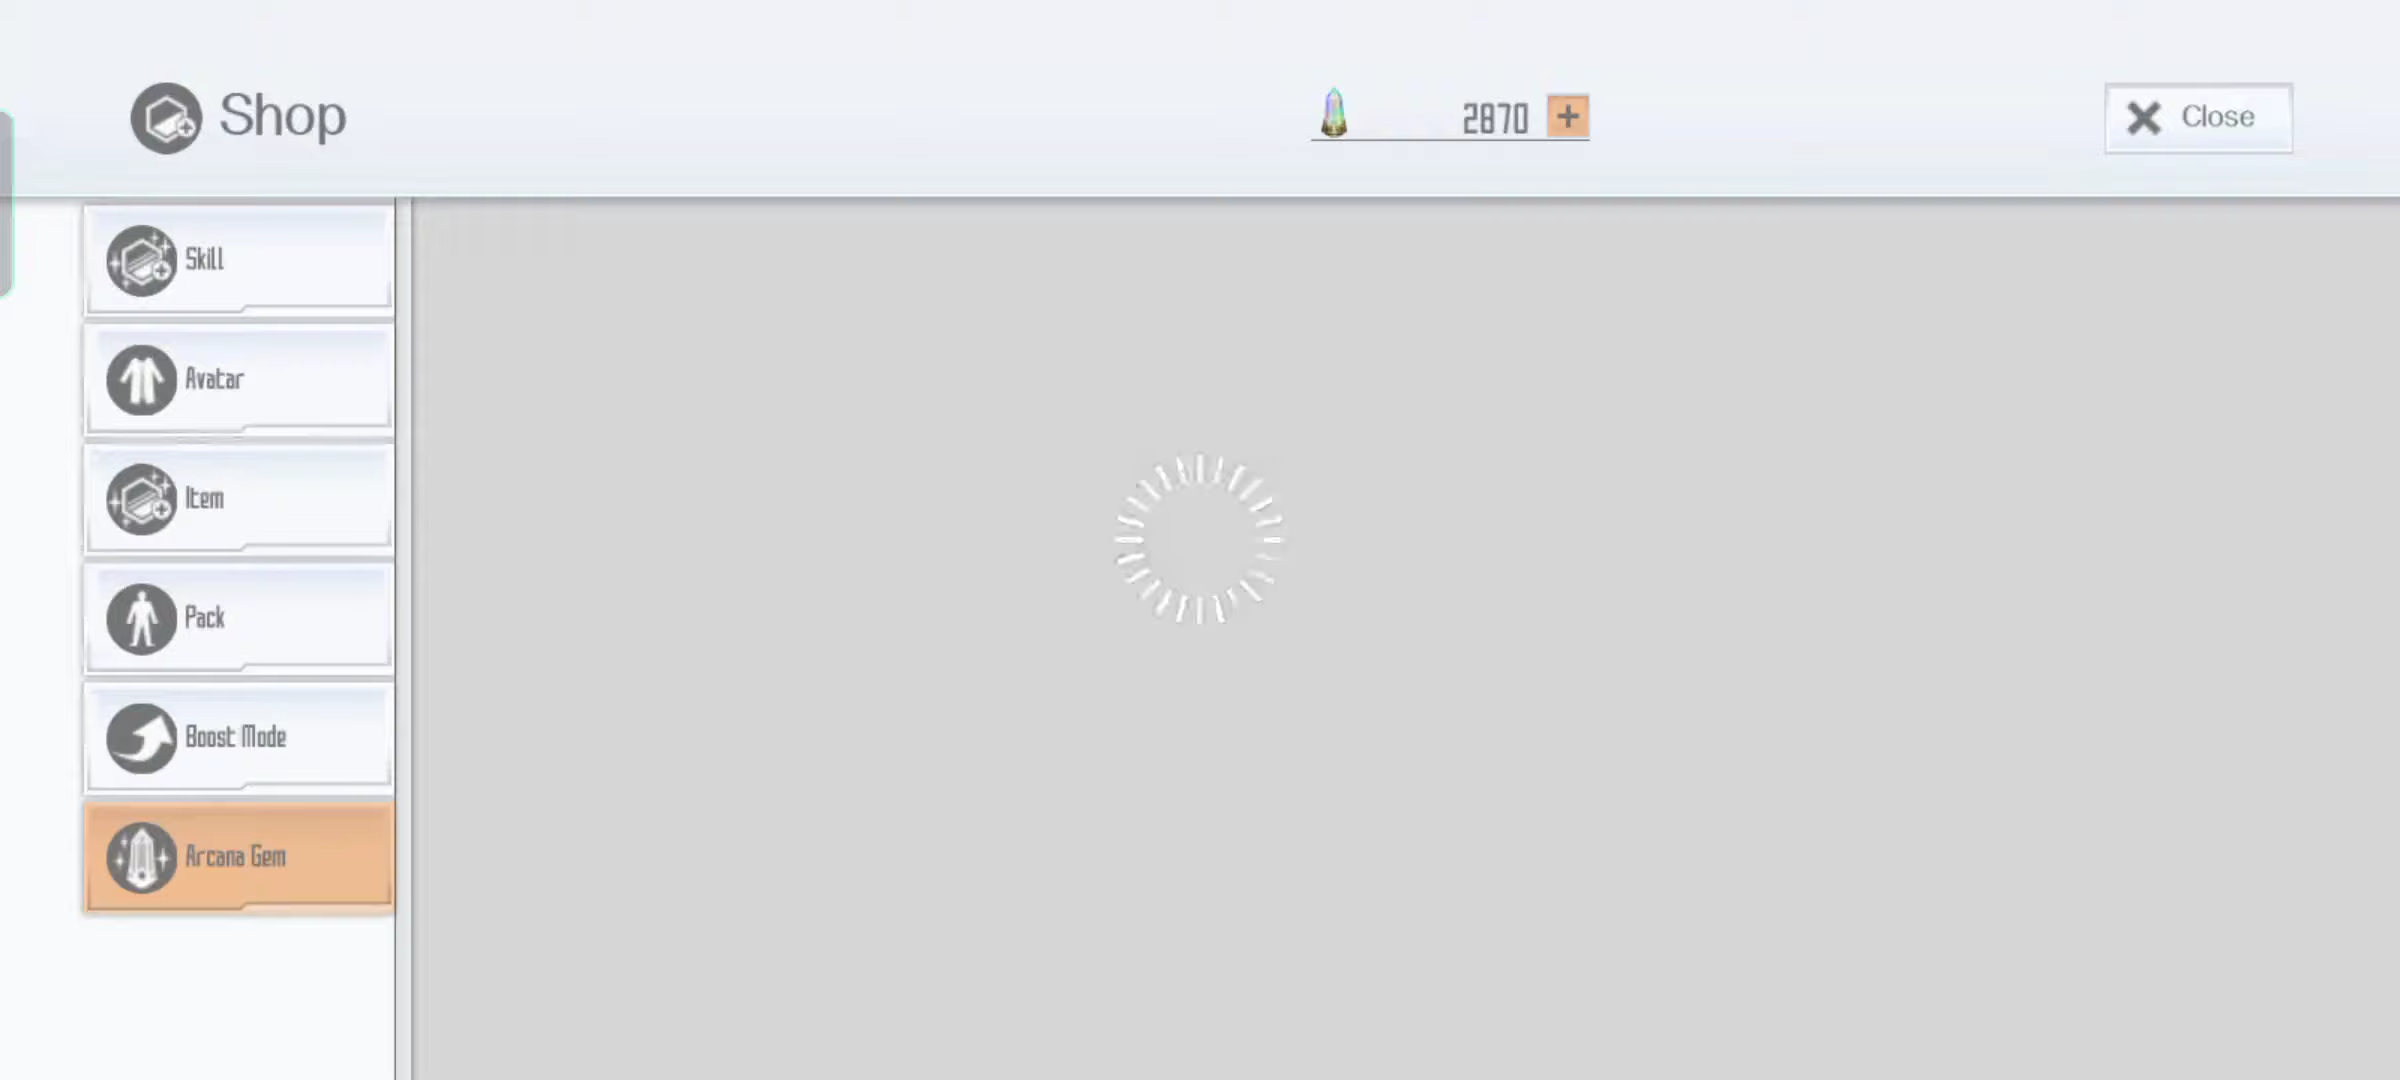 Shop
2870
Close
Skill
Avatar
Item
Pack
Boost Mode
Arcana Gem